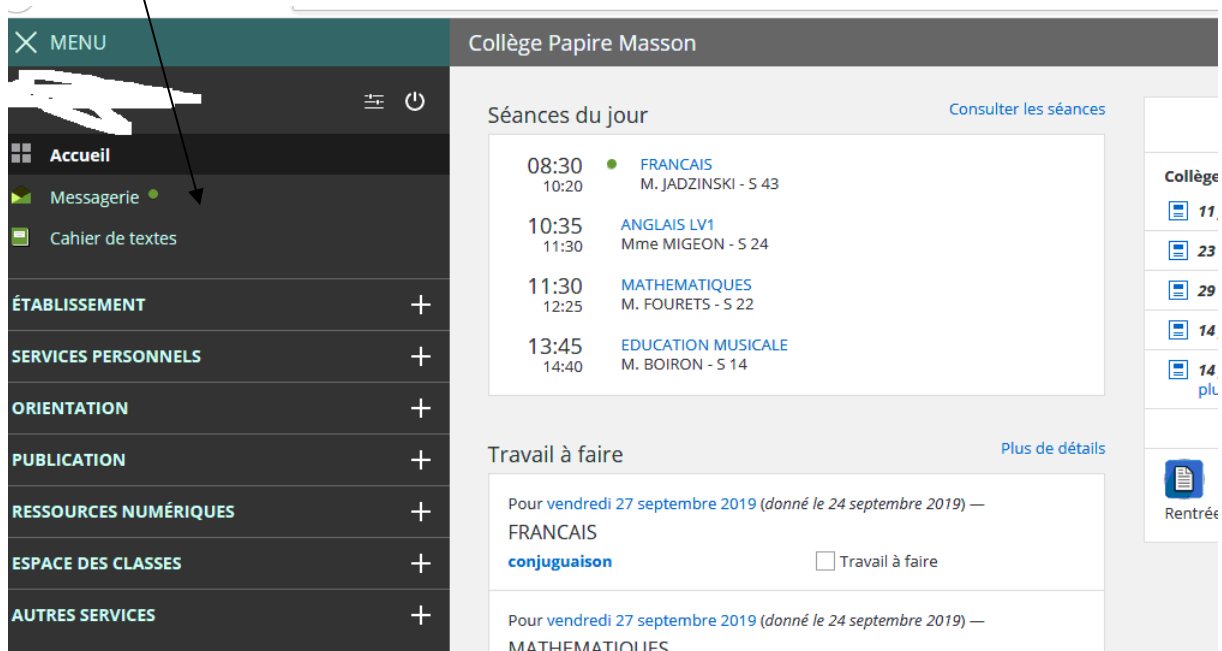 MENU
Accueil
Messagerie
Cahier de textes
ÉTABLISSEMENT
SERVICES PERSONNELS
ORIENTATION
PUBLICATION
RESSOURCES NUMÉRIQUES
ESPACE DES CLASSES
AUTRES SERVICES
Collège Papire Masson
Séances du jour
Consulter les séances
08:30 FRANCAIS
10:20 M. JADZINSKI - S 43
10:35 ANGLAIS LV1
11:30 Mme MIGEON - S 24
11:30 MATHEMATIQUES
12:25 M. FOURETS - S 22
13:45 EDUCATION MUSICALE
14:40 M. BOIRON - S 14
Travail à faire
Plus de détails
Pour vendredi 27 septembre 2019 (donné le 24 septembre 2019) —
FRANCAIS
conjuguaison Travail à faire
Pour vendredi 27 septembre 2019 (donné le 24 septembre 2019) —
MATHEMATIQUES
Collège
11
23
29
14
14
plu
Rentrée